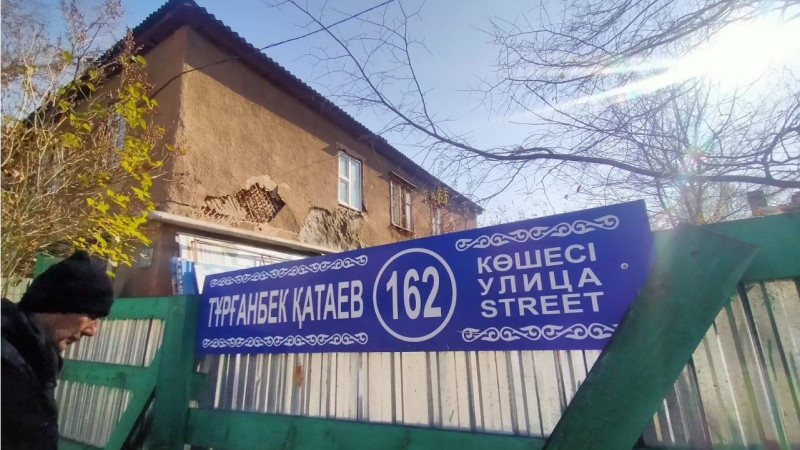 ТҰРҒАНБЕК ҚАТАЕВ
162
КӨШЕСІ
УЛИЦА
STREET